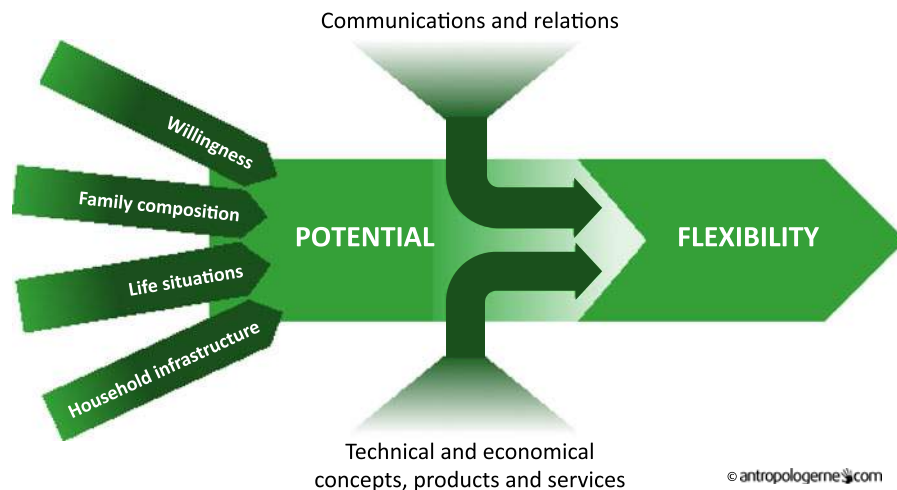 Communications and relations
Willingness
Family composition
Life situations
Household infrastructure
POTENTIAL
FLEXIBILITY
Technical and economical
concepts, products and services
© antropologerne.com